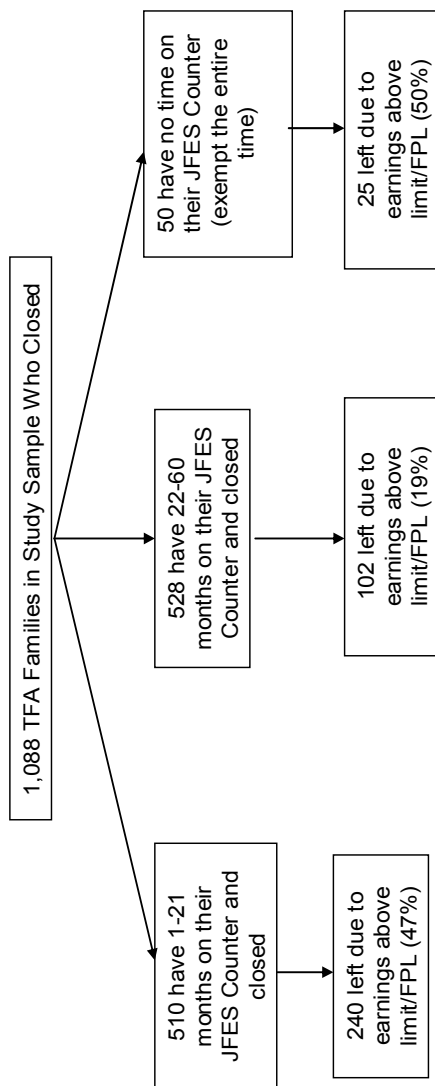 1,088 TFA Families in Study Sample Who Closed
510 have 1-21
months on their
JFES Counter and
closed
528 have 22-60
months on their JFES
Counter and closed
50 have no time on
their JFES Counter
(exempt the entire
time)
240 left due to
earnings above
limit/FPL (47%)
102 left due to
earnings above
limit/FPL (19%)
25 left due to
earnings above
limit/FPL (50%)